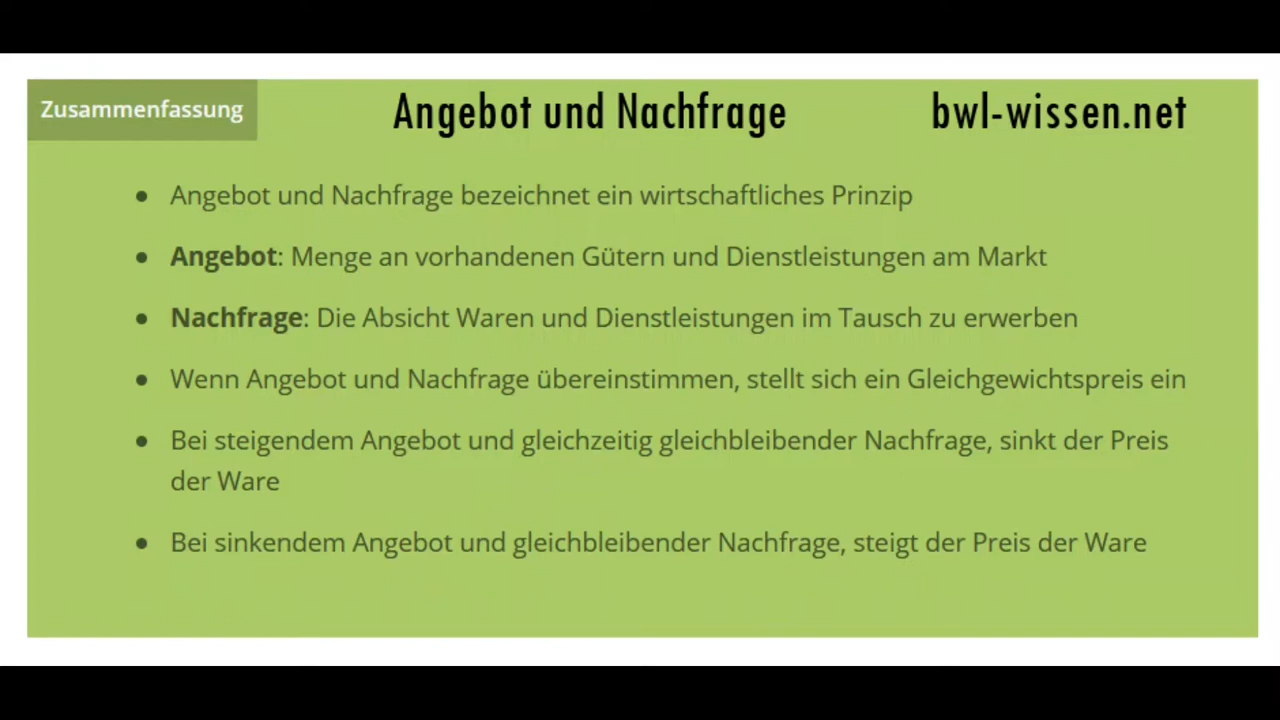 Zusammenfassung
Angebot und Nachfrage
bwl-wissen.net
● Angebot und Nachfrage bezeichnet ein wirtschaftliches Prinzip
● Angebot: Menge an vorhandenen Gütern und Dienstleistungen am Markt
● Nachfrage: Die Absicht Waren und Dienstleistungen im Tausch zu erwerben
● Wenn Angebot und Nachfrage übereinstimmen, stellt sich ein Gleichgewichtspreis ein
● Bei steigendem Angebot und gleichzeitig gleichbleibender Nachfrage, sinkt der Preis
der Ware
● Bei sinkendem Angebot und gleichbleibender Nachfrage, steigt der Preis der Ware